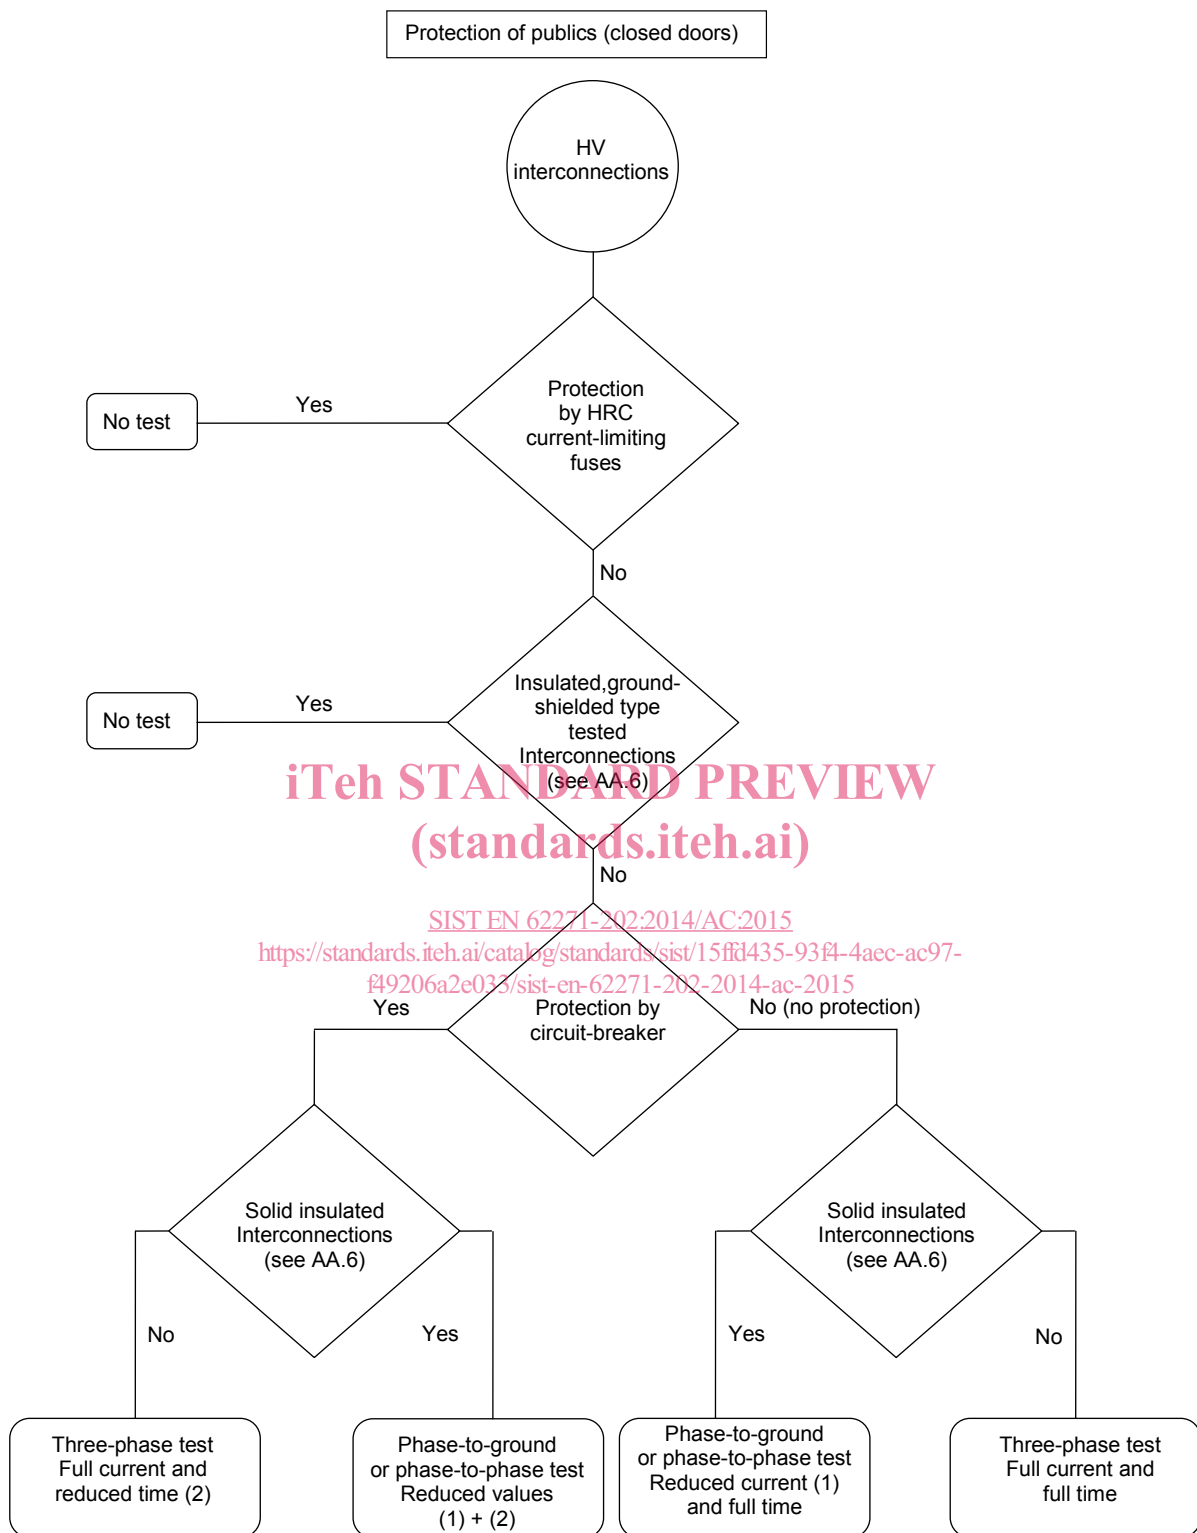 Protection of publics (closed doors)
HV
interconnections
Protection
by HRC
current-limiting
fuses
Yes
No test
No
Insulated,ground-
shielded type
tested
Interconnections
(see AA.6)
Yes
No test
iTeh STANDARD PREVIEW
(standards.iteh.ai)
No
SIST EN 62271-202:2014/AC:2015
https://standards.iteh.ai/catalog/standards/sist/15ffd435-93f4-4aec-ac97-
f49206a2e033/sist-en-62271-202-2014-ac-2015
Yes
Protection by
circuit-breaker
No (no protection)
Solid insulated
Interconnections
(see AA.6)
Solid insulated
Interconnections
(see AA.6)
No
Yes
Yes
No
Three-phase test
Full current and
reduced time (2)
Phase-to-ground
or phase-to-phase test
Reduced values
(1) + (2)
Phase-to-ground
or phase-to-phase test
Reduced current (1)
and full time
Three-phase test
Full current and
full time